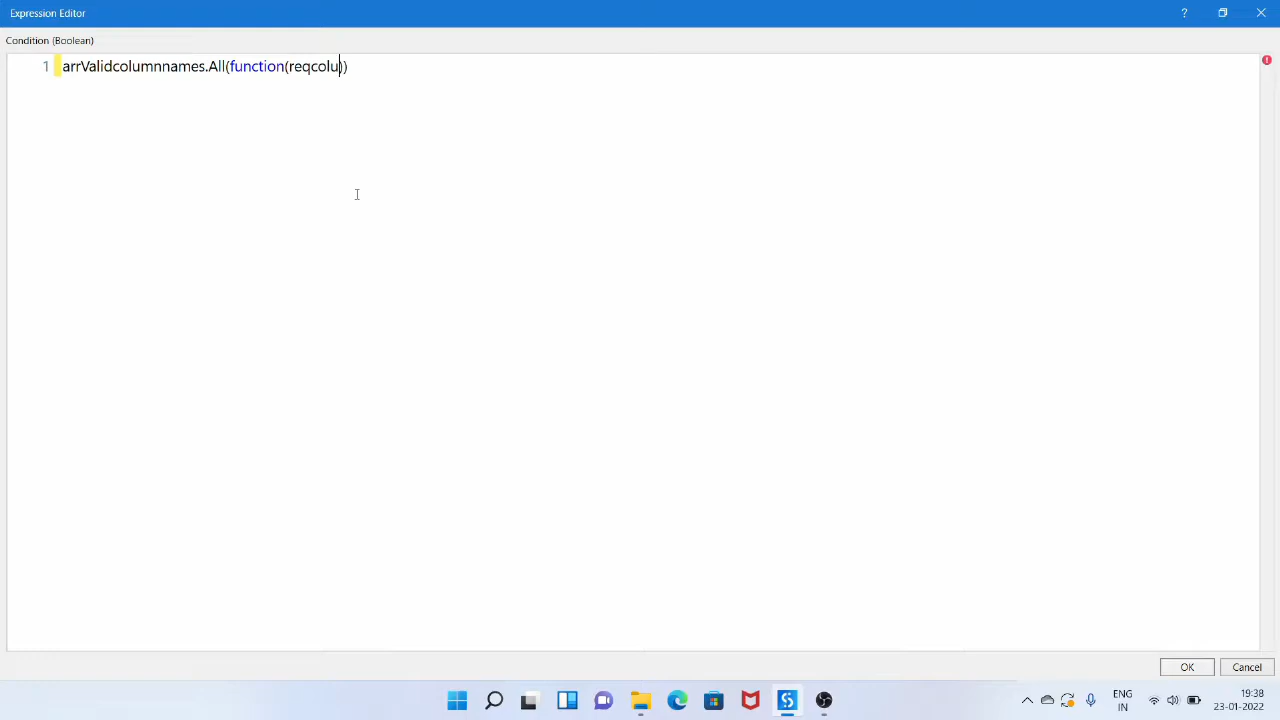 Expression Editor
?
Condition (Boolean)
1 arrValidcolumnnames.All(function(reqcolu))
OK
Cancel
ENG
IN
19:38
23-01-2022